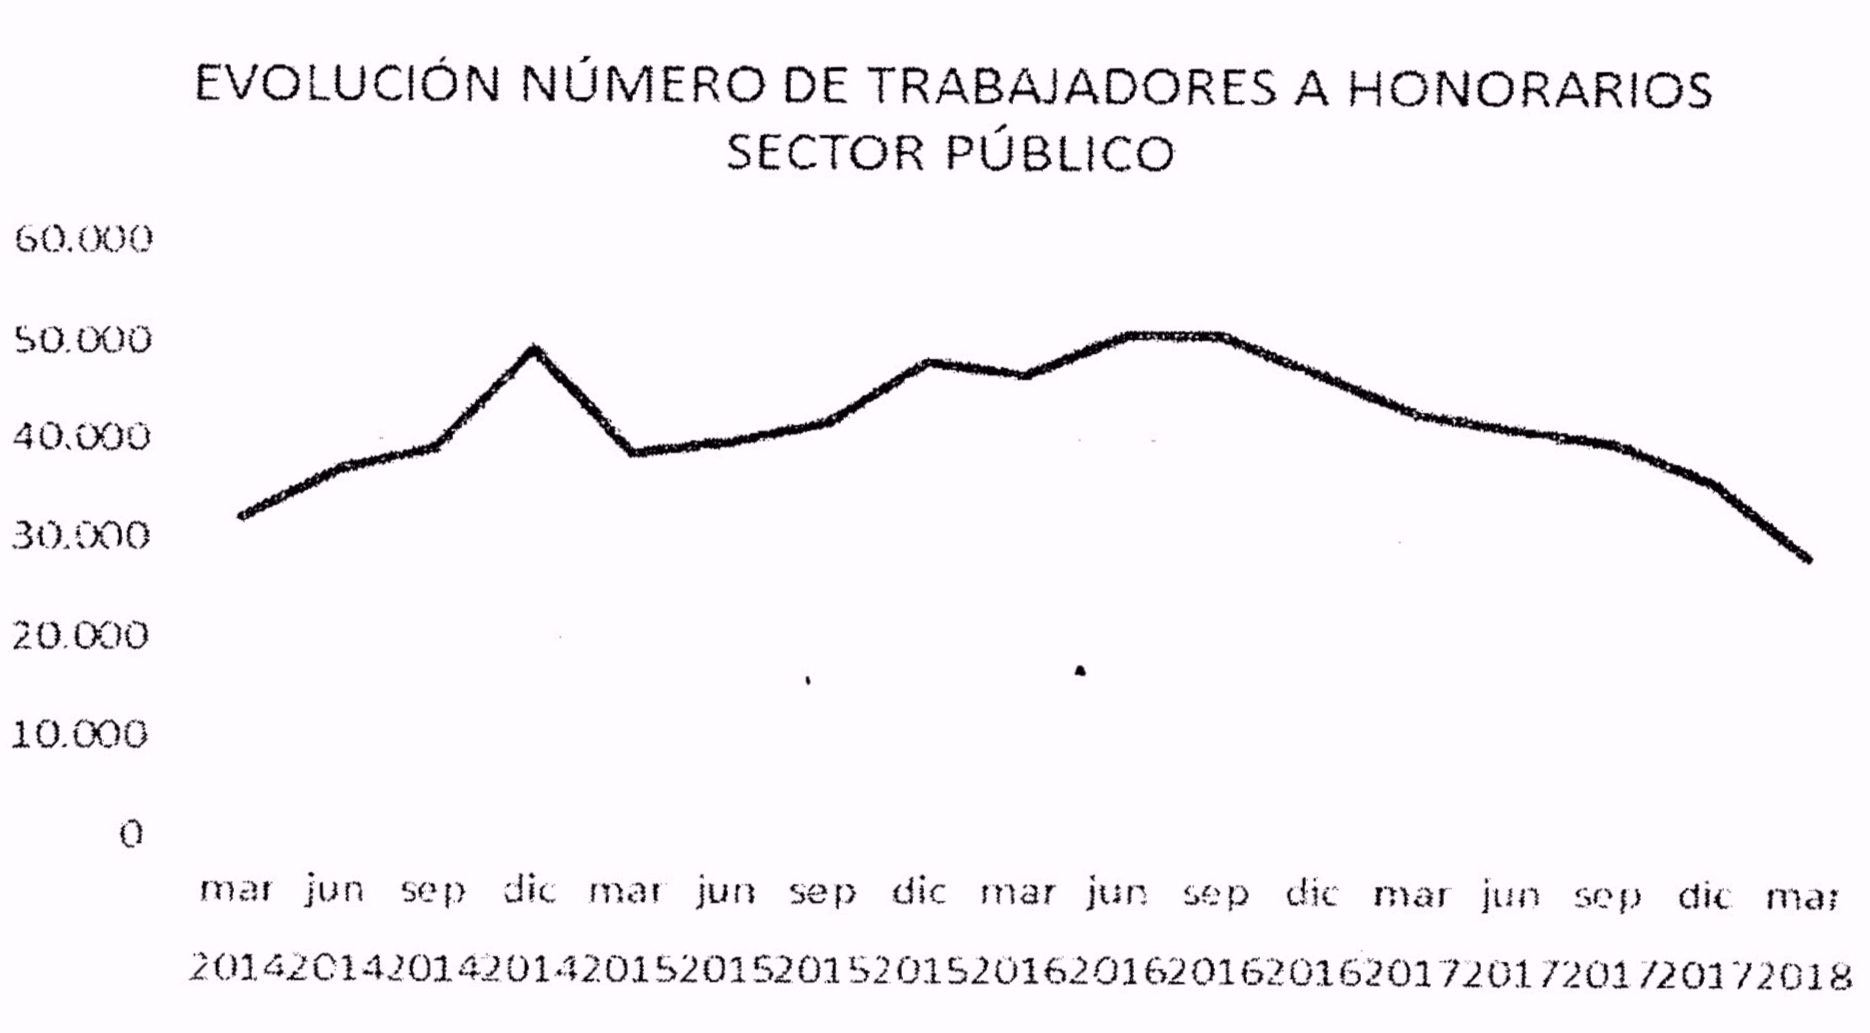 EVOLUCIÓN NÚMERO DE TRABAJADORES A HONORARIOS
SECTOR PÚBLICO
60.000
50.000
40.000
30.000
20.000
10.000
0
mar jun sep dic mar jun sep dic mar jun sep dic mar jun sep dic mar
2014 2014 2014 2014 2015 2015 2015 2015 2016 2016 2016 2016 2017 2017 2017 2017 2018